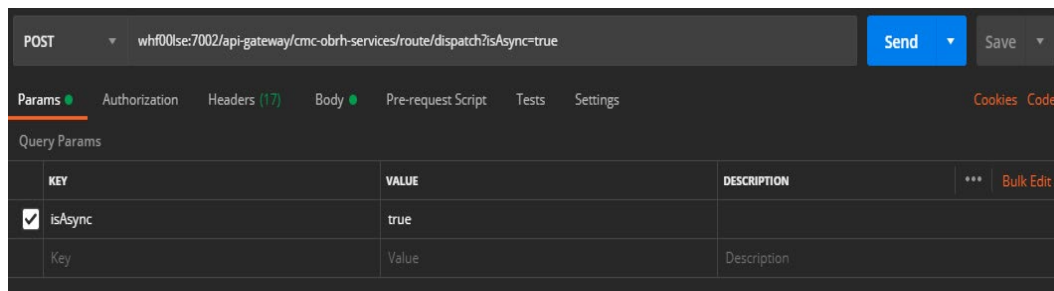 POST whf00lse:7002/api-gateway/cmc-obrh-services/route/dispatch?isAsync=true Send Save
Params Authorization Headers (17) Body Pre-request Script Tests Settings Cookies Code
Query Params
KEY VALUE DESCRIPTION ••• Bulk Edit
isAsync true
Key Value Description